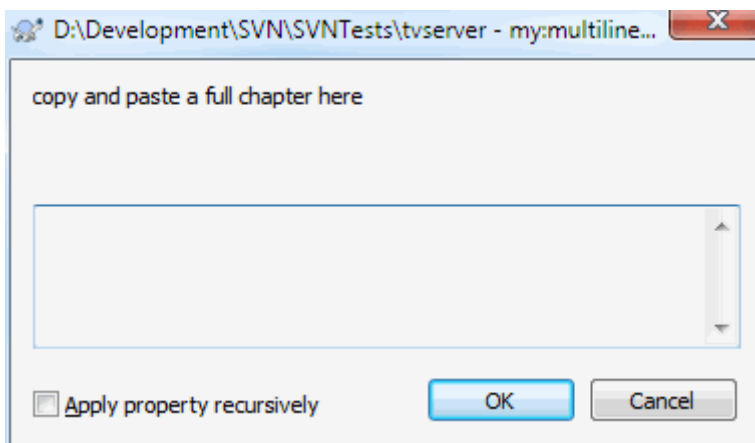 D:\Development\SVN\SVNTests\tvserver - my:multiline...
copy and paste a full chapter here
Apply property recursively
OK
Cancel